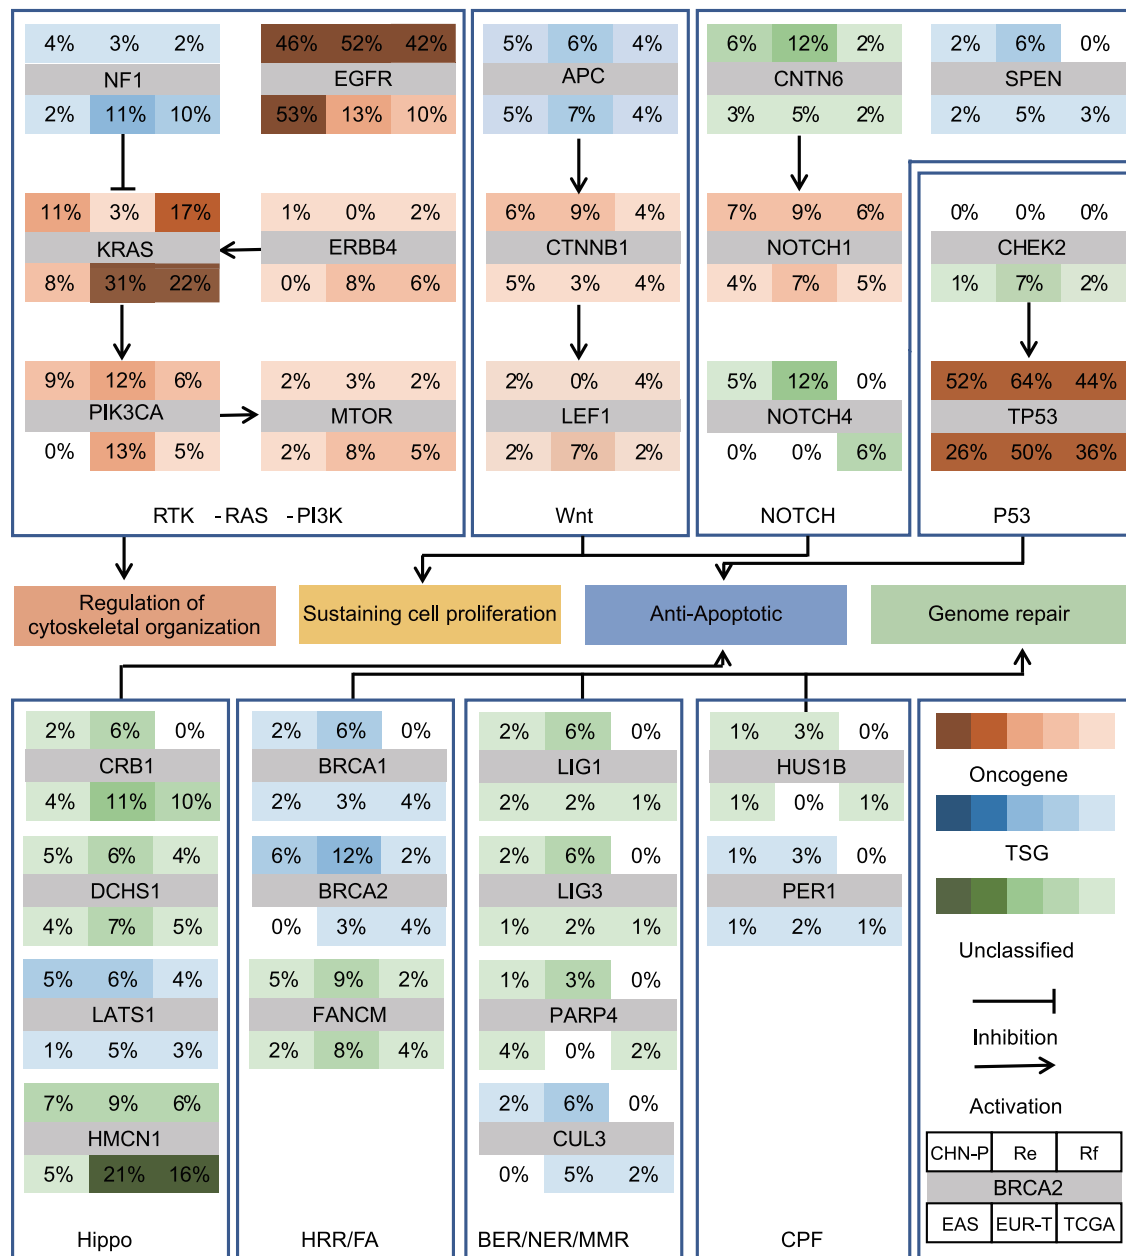 4% 3% 2%
NF1
2% 11% 10%
46% 52% 42%
EGFR
53% 13% 10%
11% 3% 17%
KRAS
8% 31% 22%
1% 0% 2%
ERBB4
0% 8% 6%
9% 12% 6%
PIK3CA
0% 13% 5%
2% 3% 2%
MTOR
2% 8% 5%
RTK -RAS -PI3K
5% 6% 4%
APC
5% 7% 4%
6% 9% 4%
CTNNB1
5% 3% 4%
2% 0% 4%
LEF1
2% 7% 2%
Wnt
6% 12% 2%
CNTN6
3% 5% 2%
2% 6% 0%
SPEN
2% 5% 3%
7% 9% 6%
NOTCH1
4% 7% 5%
5% 12% 0%
NOTCH4
0% 0% 6%
NOTCH
0% 0% 0%
CHEK2
1% 7% 2%
52% 64% 44%
TP53
26% 50% 36%
P53
Regulation of
cytoskeletal organization
Sustaining cell proliferation
Anti-Apoptotic
Genome repair
2% 6% 0%
CRB1
4% 11% 10%
5% 6% 4%
DCHS1
4% 7% 5%
5% 6% 4%
LATS1
1% 5% 3%
7% 9% 6%
HMCN1
5% 21% 16%
Hippo
2% 6% 0%
BRCA1
2% 3% 4%
6% 12% 2%
BRCA2
0% 3% 4%
5% 9% 2%
FANCM
2% 8% 4%
HRR/FA
2% 6% 0%
LIG1
2% 2% 1%
2% 6% 0%
LIG3
1% 2% 1%
1% 3% 0%
PARP4
4% 0% 2%
2% 6% 0%
CUL3
0% 5% 2%
BER/NER/MMR
1% 3% 0%
HUS1B
1% 0% 1%
1% 3% 0%
PER1
1% 2% 1%
CPF
Oncogene
TSG
Unclassified
Inhibition
Activation
CHN-P Re Rf
BRCA2
EAS EUR-T TCGA